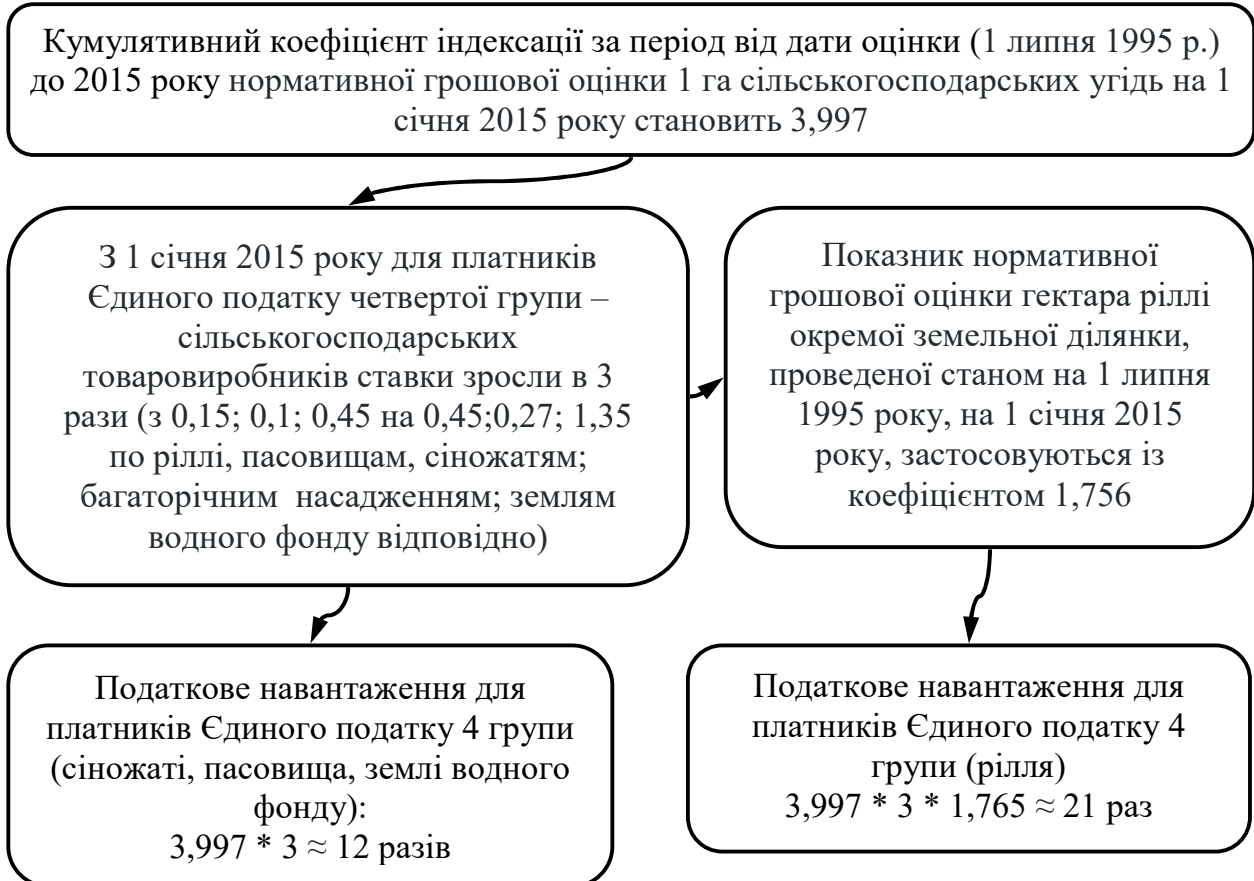 Кумулятивний коефіцієнт індексації за період від дати оцінки (1 липня 1995 р.)
до 2015 року нормативної грошової оцінки 1 га сільськогосподарських угідь на 1
січня 2015 року становить 3,997
З 1 січня 2015 року для платників
Єдиного податку четвертої групи –
сільськогосподарських
товаровиробників ставки зросли в 3
рази (з 0,15; 0,1; 0,45 на 0,45;0,27; 1,35
по ріллі, пасовищам, сіножатям;
багаторічним насадженням; землям
водного фонду відповідно)
Показник нормативної
грошової оцінки гектара ріллі
окремої земельної ділянки,
проведеної станом на 1 липня
1995 року, на 1 січня 2015
року, застосовуються із
коефіцієнтом 1,756
Податкове навантаження для
платників Єдиного податку 4 групи
(сіножаті, пасовища, землі водного
фонду):
3,997 * 3 ≈ 12 разів
Податкове навантаження для
платників Єдиного податку 4
групи (рілля)
3,997 * 3 * 1,765 ≈ 21 раз